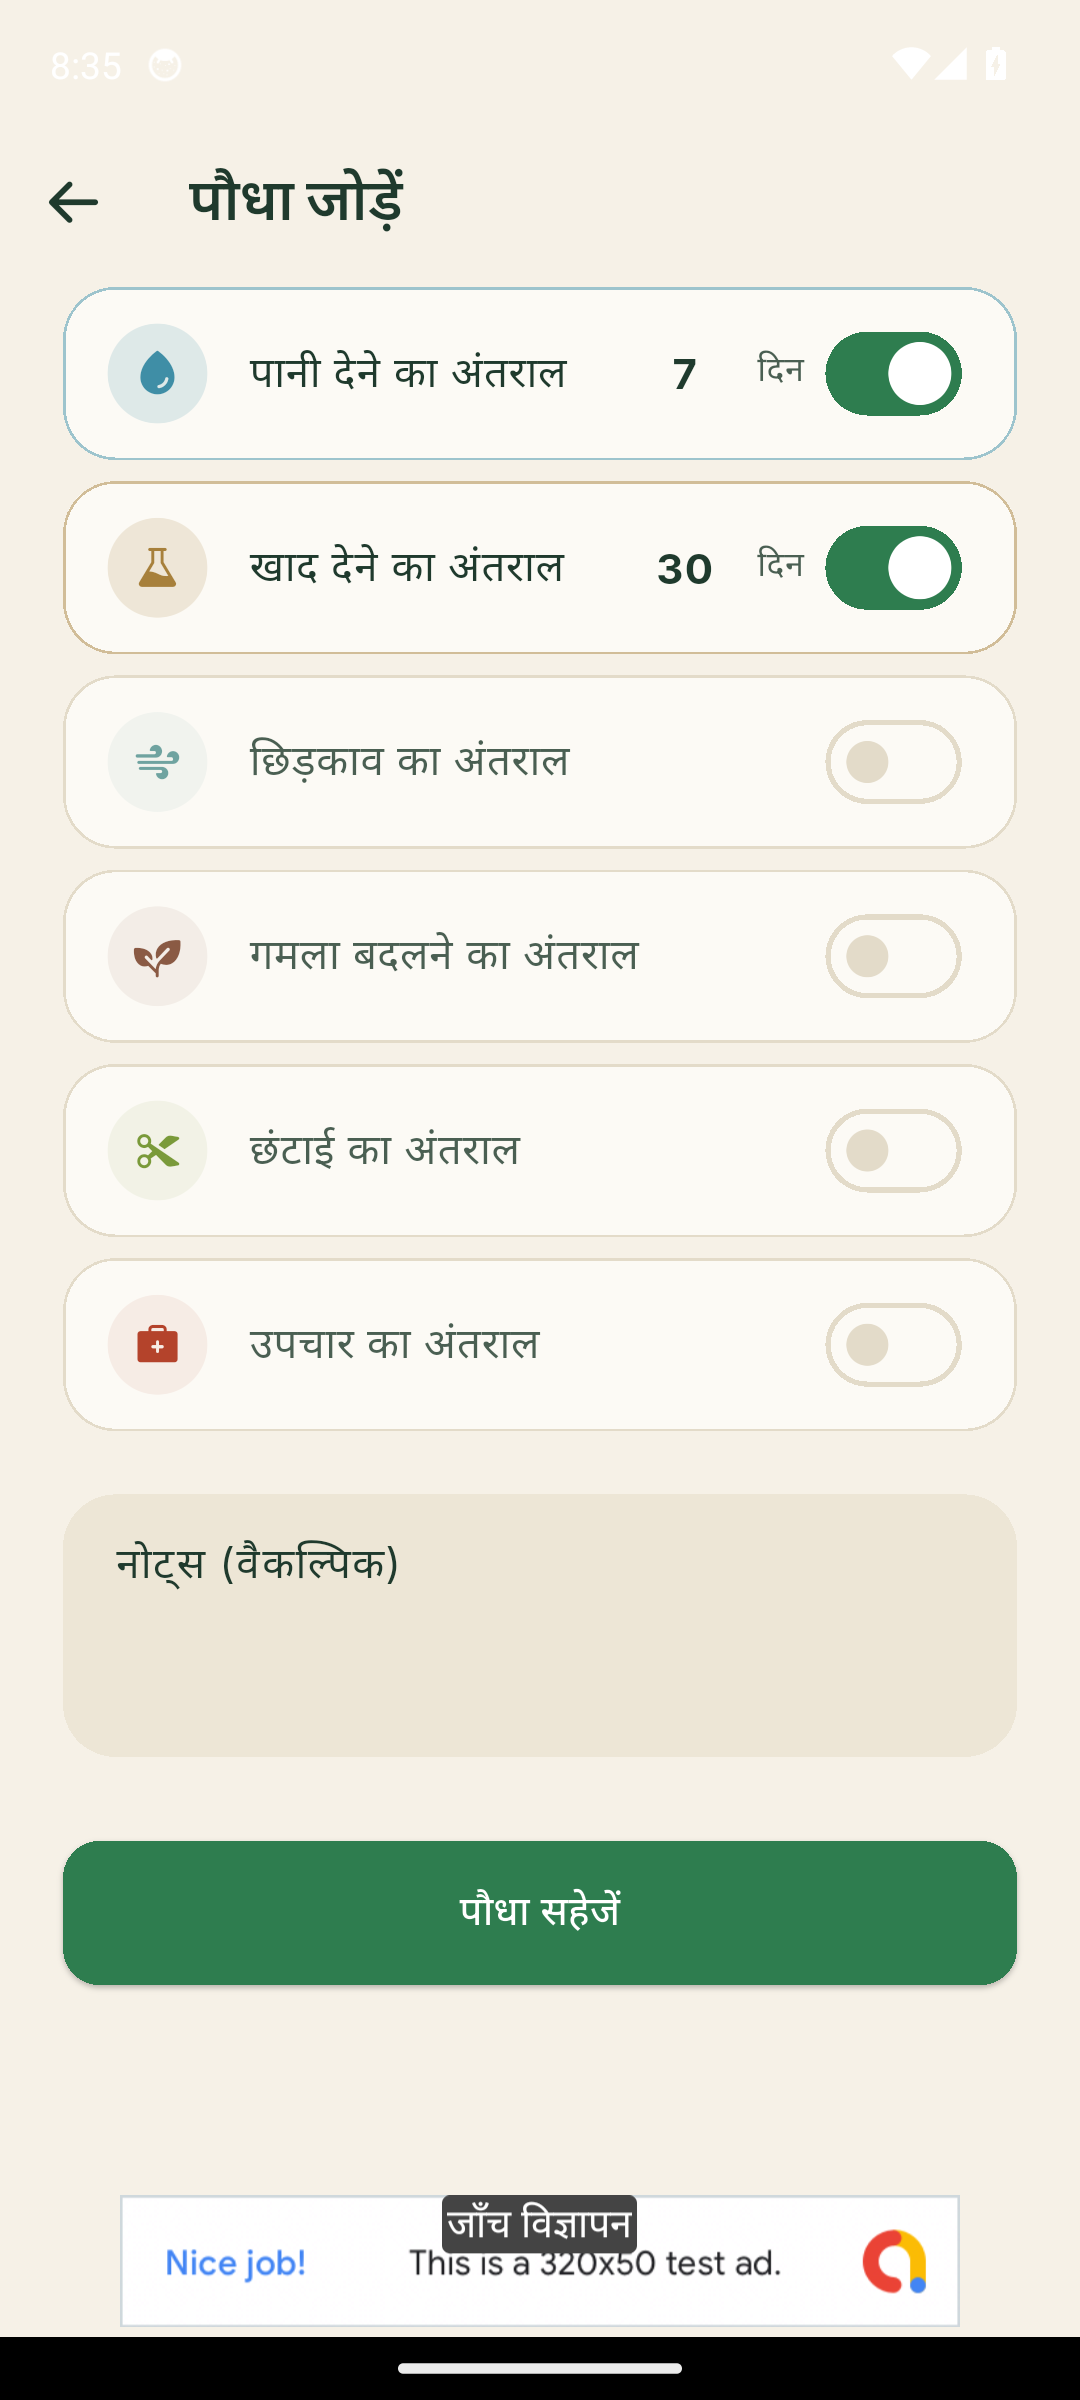 8:35
पौधा जोड़ें
पानी देने का अंतराल 7 दिन
खाद देने का अंतराल 30 दिन
छिड़काव का अंतराल
गमला बदलने का अंतराल
छंटाई का अंतराल
उपचार का अंतराल
नोट्स (वैकल्पिक)
पौधा सहेजें
जाँच विज्ञापन
Nice job! This is a 320x50 test ad.